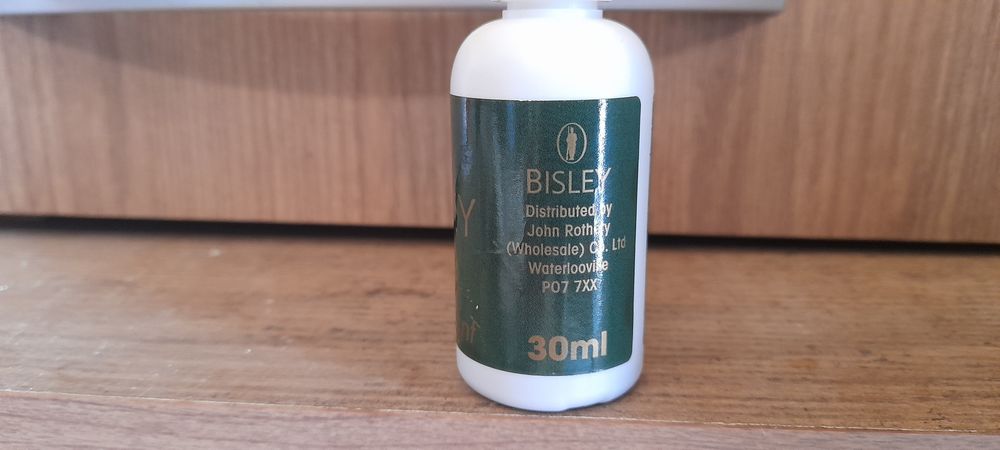 BISLEY
Distributed by
John Rothery
(Wholesale) Co. Ltd
Waterlooville
PO7 7XX
30ml